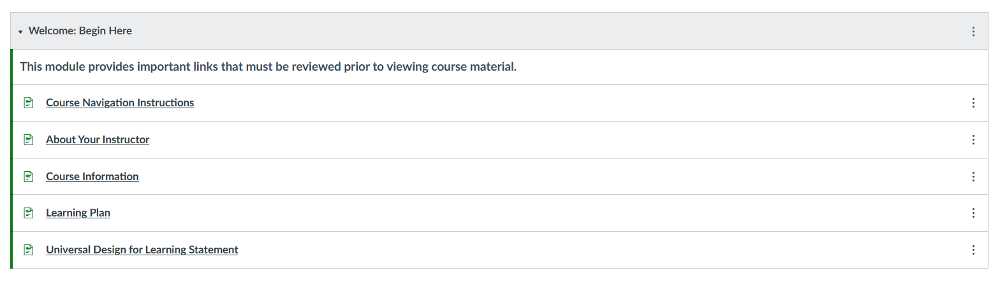 Welcome: Begin Here
This module provides important links that must be reviewed prior to viewing course material.
Course Navigation Instructions
About Your Instructor
Course Information
Learning Plan
Universal Design for Learning Statement